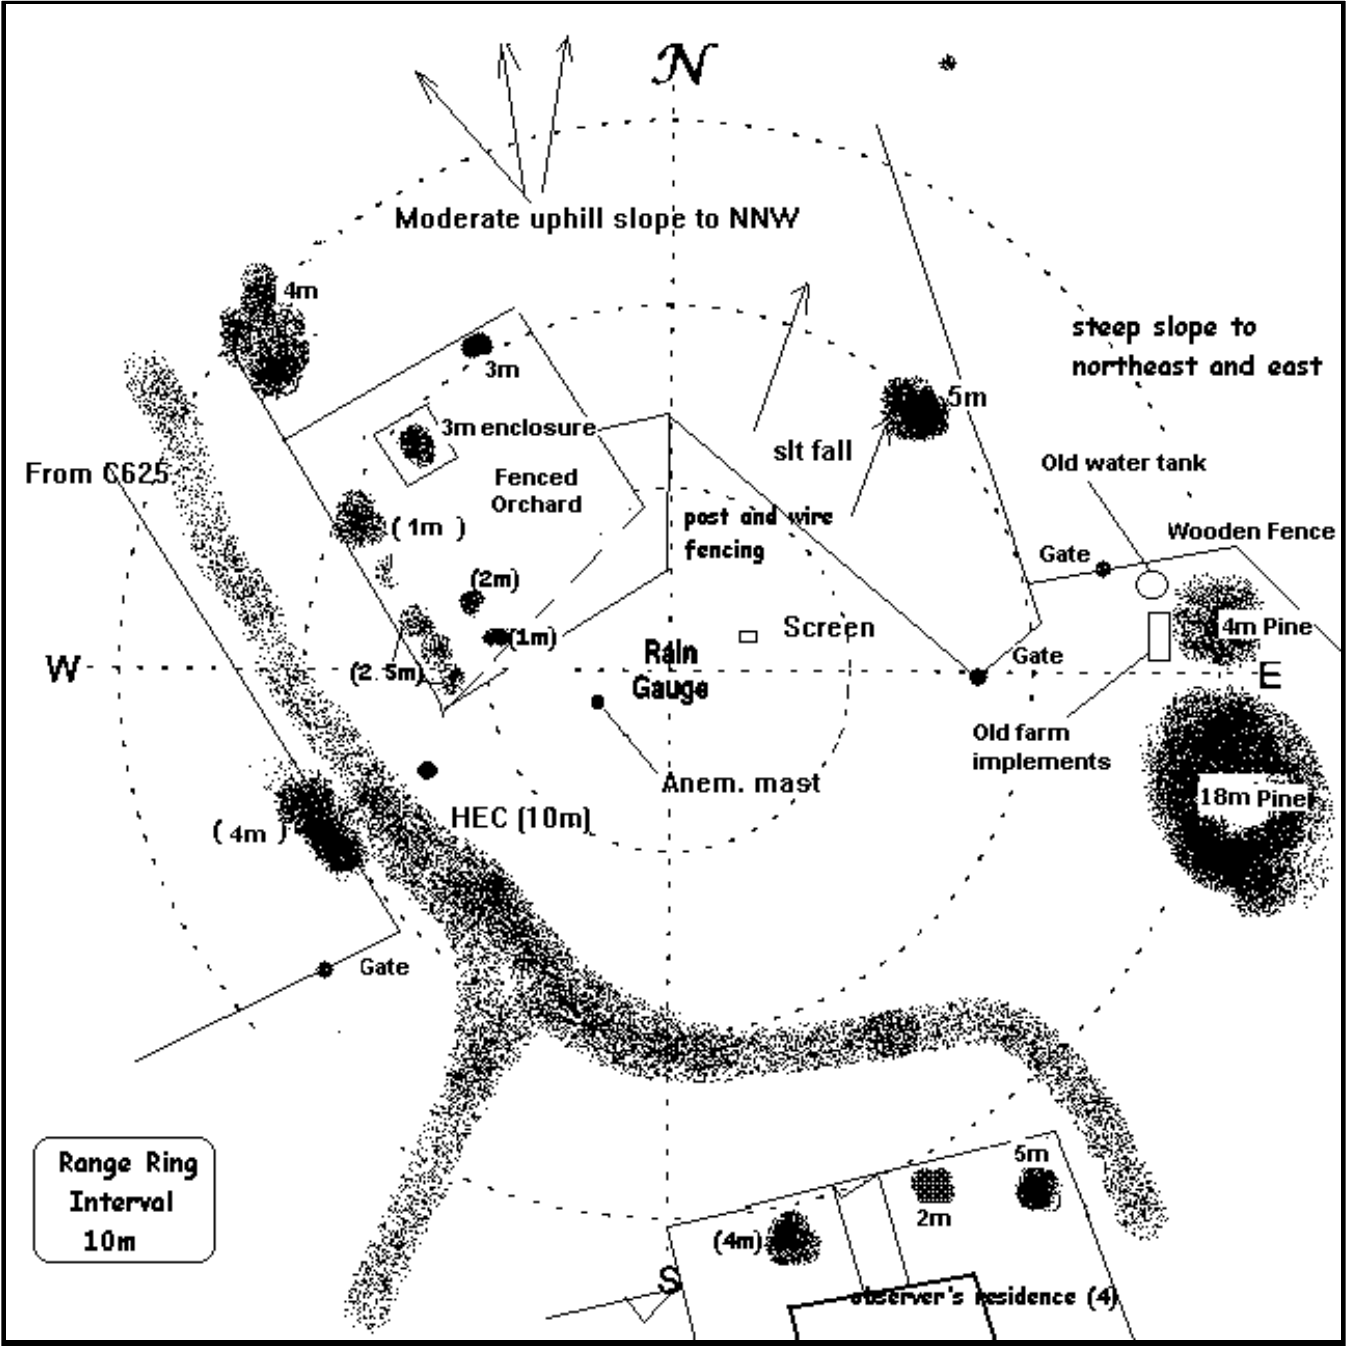 N
Moderate uphill slope to NNW
4m
steep slope to
northeast and east
3m
5m
3m enclosure
slt fall
Old water tank
From C625
Fenced
Orchard
(1m )
post and wire
fencing
Wooden Fence
Gate
(2m)
4m Pine
(1m)
Screen
Rain
Gauge
Gate
W
(2.5m)
E
Old farm
implements
Anem. mast
18m Pine
HEC (10m)
(4m)
Gate
5m
Range Ring
Interval
10m
2m
(4m)
S
observer's residence (4)